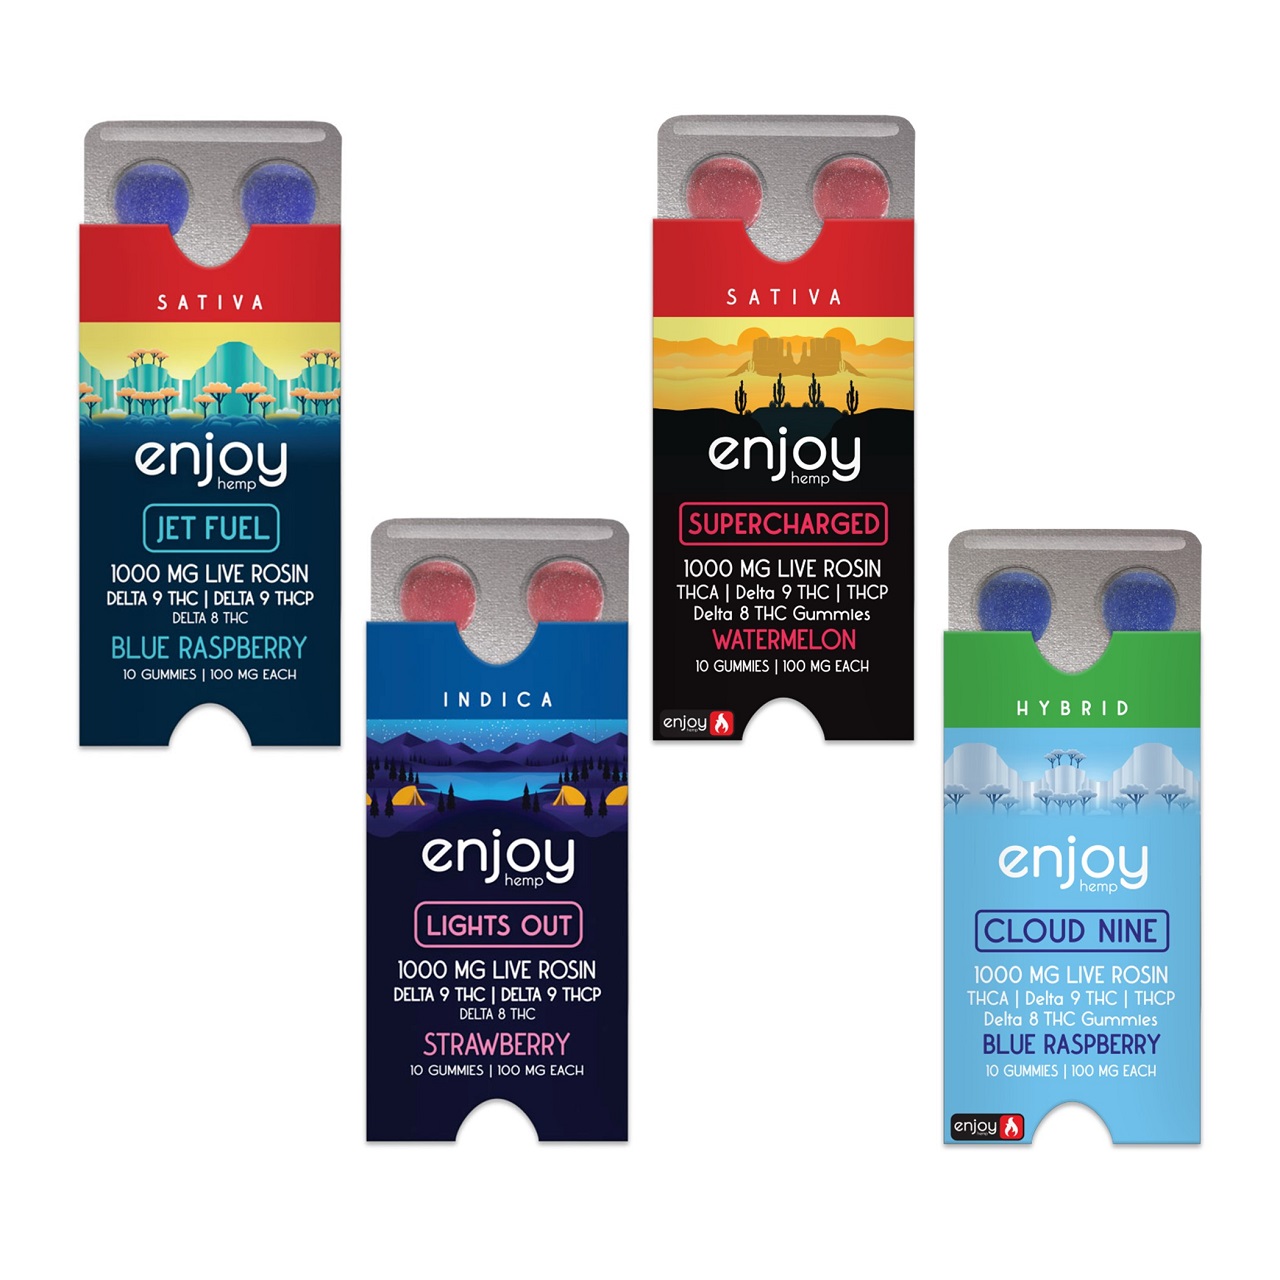 SATIVA
enjoy
hemp
JET FUEL
1000 MG LIVE ROSIN
DELTA 9 THC | DELTA 9 THCP
DELTA 8 THC
BLUE RASPBERRY
10 GUMMIES | 100 MG EACH
SATIVA
enjoy
hemp
SUPERCHARGED
1000 MG LIVE ROSIN
THCA | Delta 9 THC | THCP
Delta 8 THC Gummies
WATERMELON
10 GUMMIES | 100 MG EACH
enjoy
hemp
INDICA
enjoy
hemp
LIGHTS OUT
1000 MG LIVE ROSIN
DELTA 9 THC | DELTA 9 THCP
DELTA 8 THC
STRAWBERRY
10 GUMMIES | 100 MG EACH
HYBRID
enjoy
hemp
CLOUD NINE
1000 MG LIVE ROSIN
THCA | Delta 9 THC | THCP
Delta 8 THC Gummies
BLUE RASPBERRY
10 GUMMIES | 100 MG EACH
enjoy
hemp